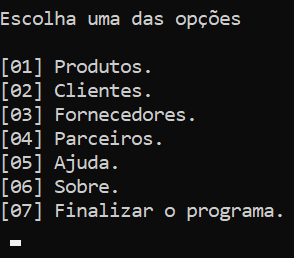 Escolha uma das opções
[01] Produtos.
[02] Clientes.
[03] Fornecedores.
[04] Parceiros.
[05] Ajuda.
[06] Sobre.
[07] Finalizar o programa.